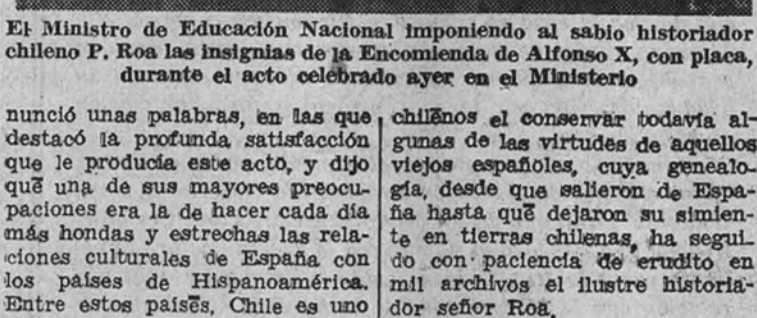 El Ministro de Educación Nacional imponiendo al sabio historiador
chileno P. Roa las insignias de la Encomienda de Alfonso X, con placa,
durante el acto celebrado ayer en el Ministerio
nunció unas palabras, en las que
destacó la profunda satisfacción
que le producía este acto, y dijo
que una de sus mayores preocu-
paciones era la de hacer cada día
más hondas y estrechas las rela-
ciones culturales de España con
los países de Hispanoamérica.
Entre estos países, Chile es uno
chilenos el conservar todavía al-
gunas de las virtudes de aquellos
viejos españoles, cuya genealo-
gía, desde que salieron de Espa-
ña hasta que dejaron su simien-
te en tierras chilenas, ha segui-
do con paciencia de erudito en
mil archivos el ilustre historia-
dor señor Roa.